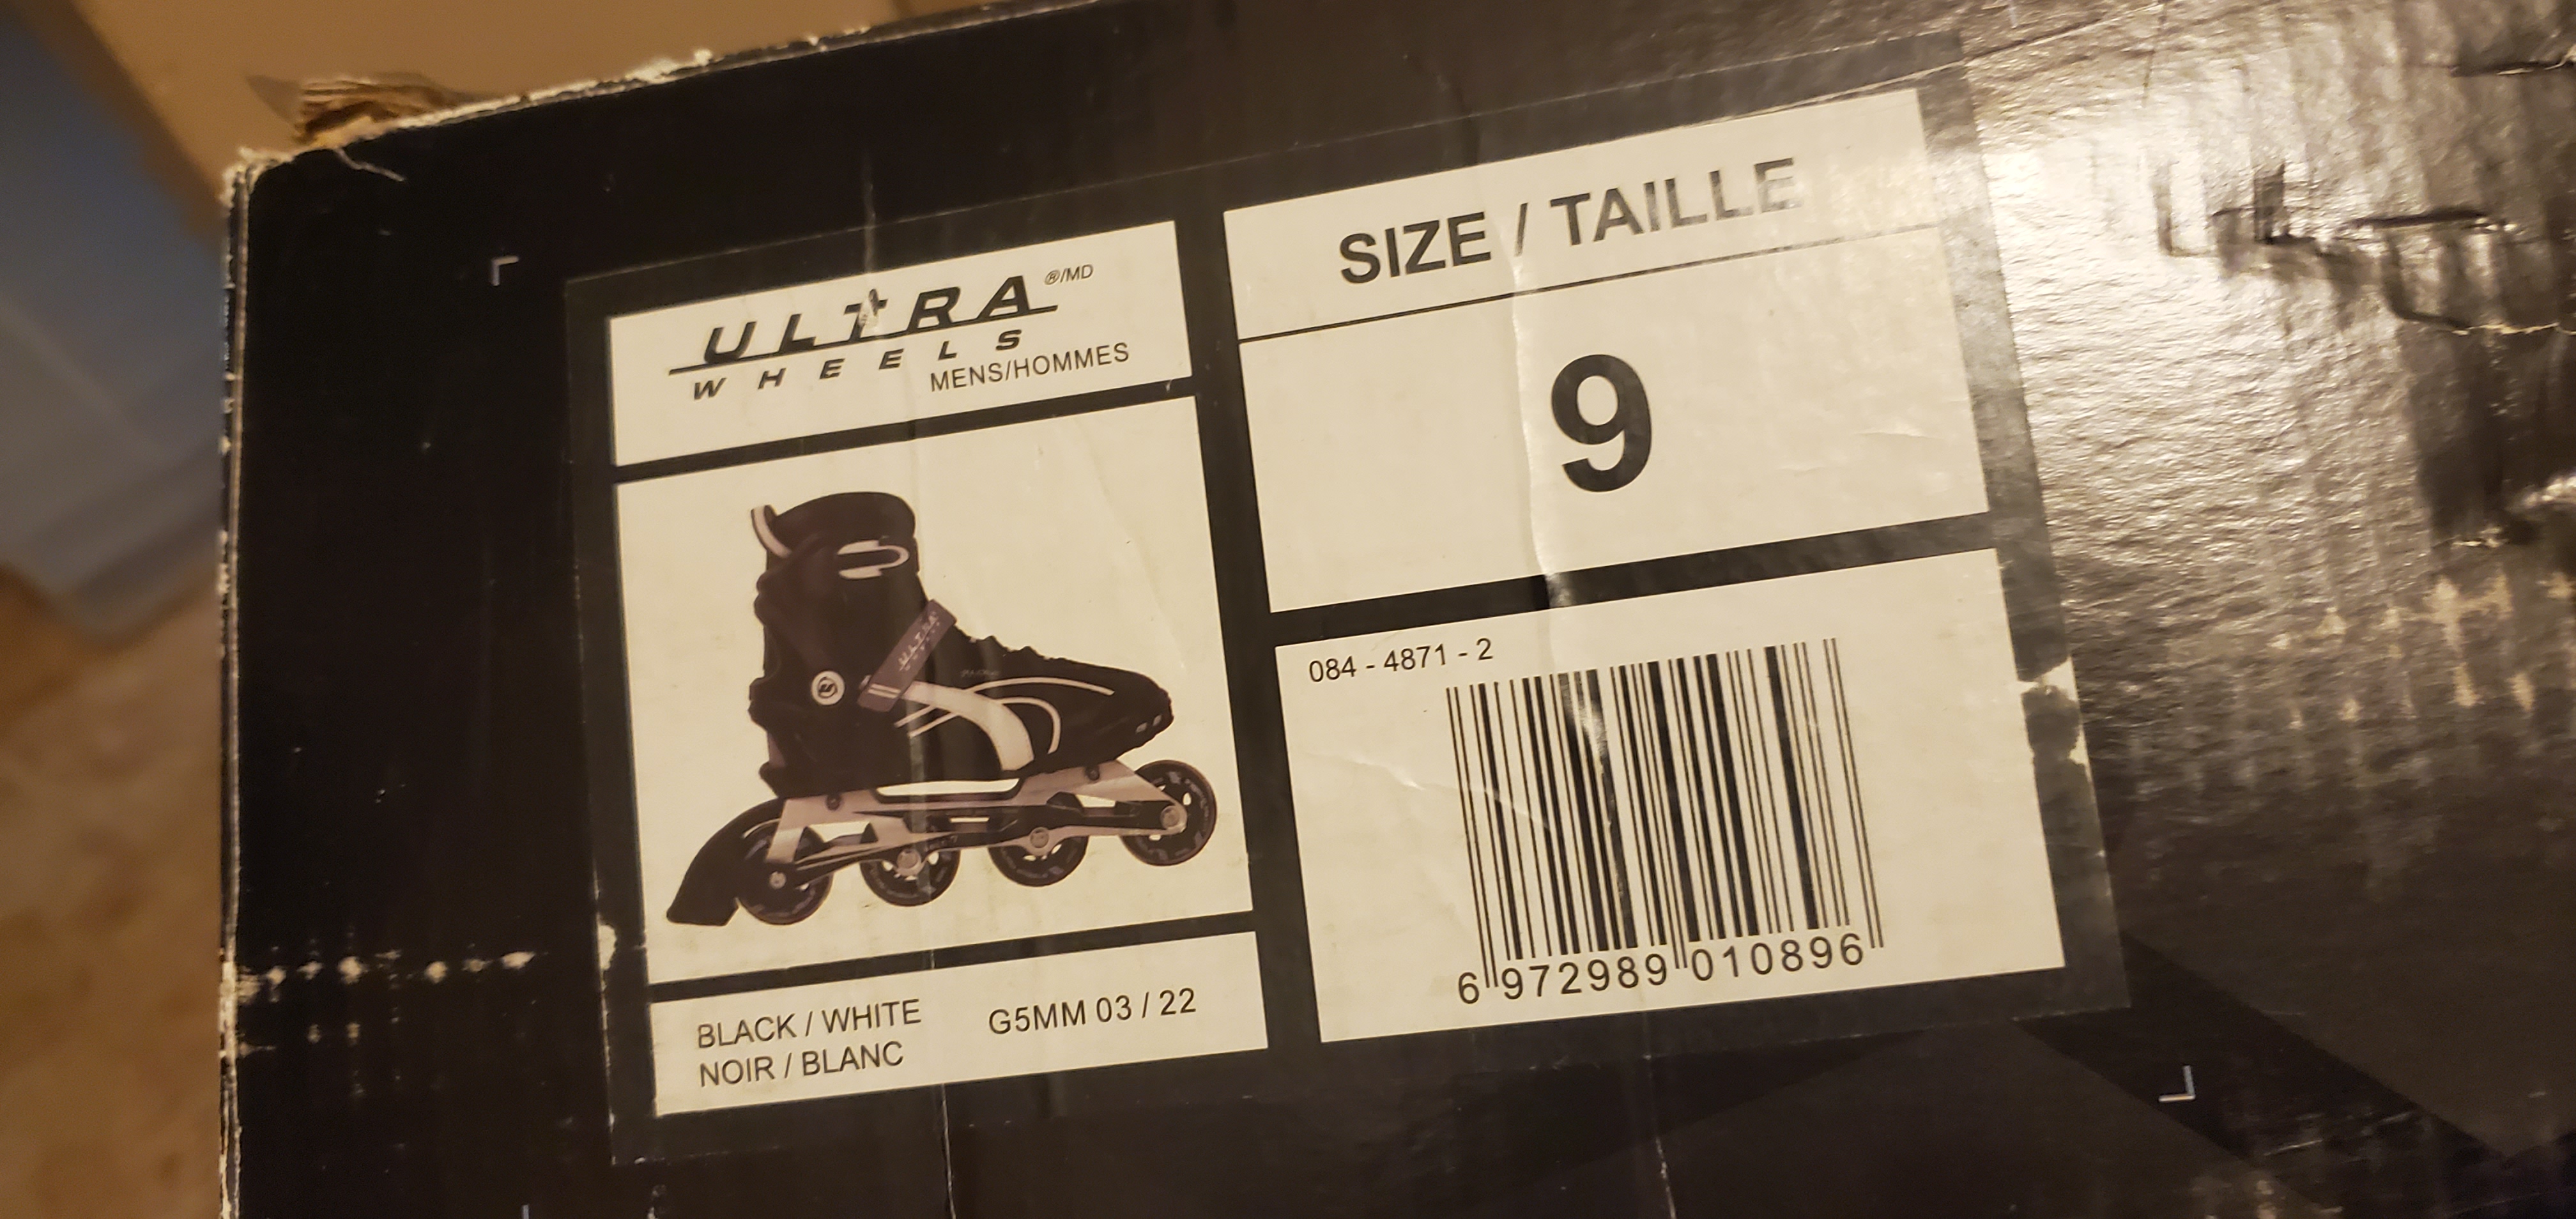 ULTRA ®/MD
WHEELS
MENS/HOMMES
ULTRA
BLACK / WHITE
NOIR / BLANC
G5MM 03 / 22
SIZE / TAILLE
9
084 - 4871 - 2
6 972989 010896